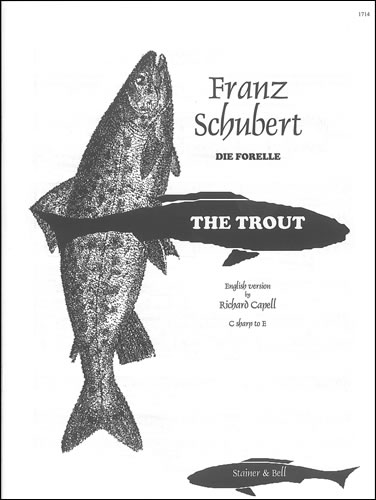 1714
Franz
Schubert
DIE FORELLE
THE TROUT
English version
by
Richard Capell
C sharp to E
Stainer & Bell